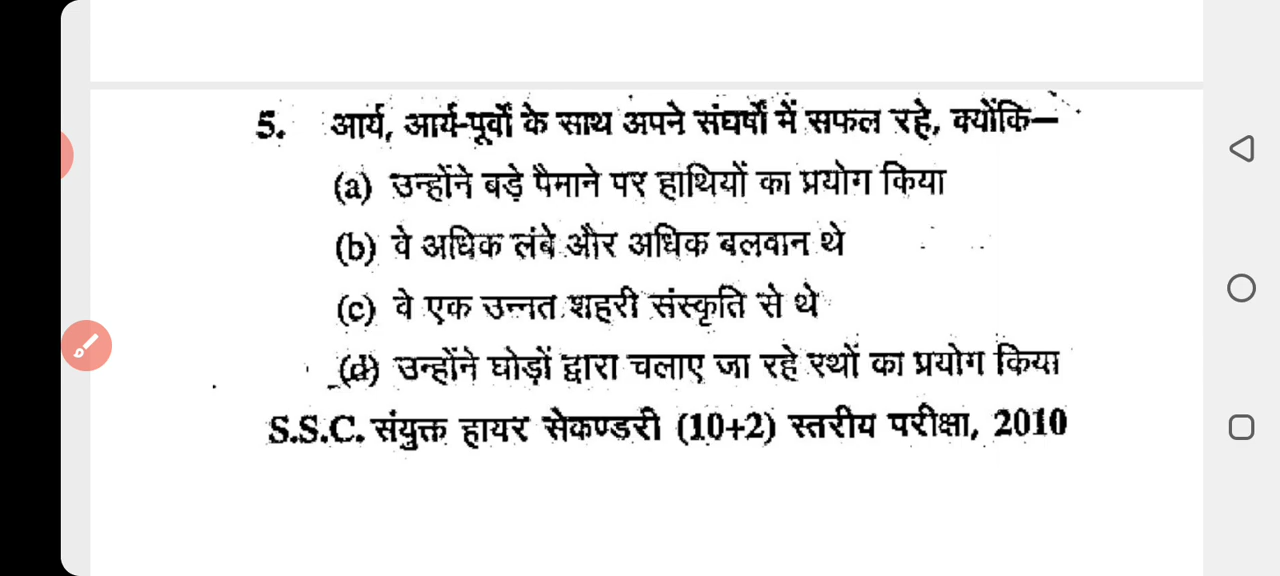 5. आर्य, आर्य-पूर्वों के साथ अपने संघर्षों में सफल रहे, क्योंकि—
(a) उन्होंने बड़े पैमाने पर हाथियों का प्रयोग किया
(b) वे अधिक लंबे और अधिक बलवान थे
(c) वे एक उन्नत शहरी संस्कृति से थे
(d) उन्होंने घोड़ों द्वारा चलाए जा रहे रथों का प्रयोग किया
S.S.C. संयुक्त हायर सेकण्डरी (10+2) स्तरीय परीक्षा, 2010